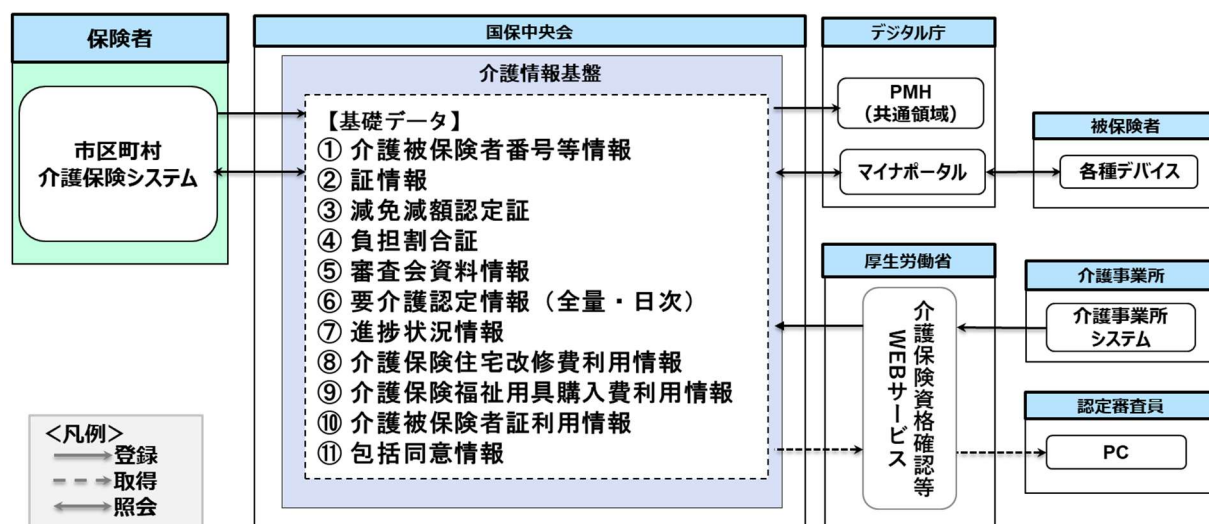 保険者
市区町村
介護保険システム
国保中央会
介護情報基盤
【基礎データ】
① 介護被保険者番号等情報
② 証情報
③ 減免減額認定証
④ 負担割合証
⑤ 審査会資料情報
⑥ 要介護認定情報（全量・日次）
⑦ 進捗状況情報
⑧ 介護保険住宅改修費利用情報
⑨ 介護保険福祉用具購入費利用情報
⑩ 介護被保険者証利用情報
⑪ 包括同意情報
デジタル庁
PMH
（共通領域）
マイナポータル
被保険者
各種デバイス
厚生労働省
介護保険資格確認等
WEBサービス
介護事業所
介護事業所
システム
認定審査員
PC
＜凡例＞
登録
取得
照会